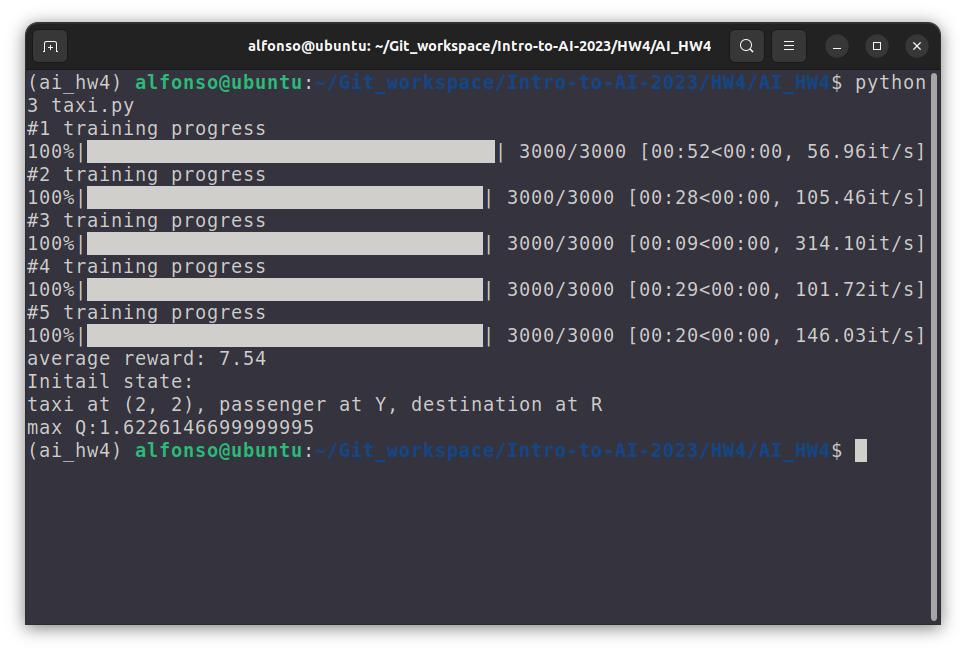 alfonso@ubuntu: ~/Git_workspace/Intro-to-AI-2023/HW4/AI_HW4
(ai_hw4) alfonso@ubuntu:~/Git_workspace/Intro-to-AI-2023/HW4/AI_HW4$ python
3 taxi.py
#1 training progress
100%| | 3000/3000 [00:52<00:00, 56.96it/s]
#2 training progress
100%| | 3000/3000 [00:28<00:00, 105.46it/s]
#3 training progress
100%| | 3000/3000 [00:09<00:00, 314.10it/s]
#4 training progress
100%| | 3000/3000 [00:29<00:00, 101.72it/s]
#5 training progress
100%| | 3000/3000 [00:20<00:00, 146.03it/s]
average reward: 7.54
Initail state:
taxi at (2, 2), passenger at Y, destination at R
max Q:1.6226146699999995
(ai_hw4) alfonso@ubuntu:~/Git_workspace/Intro-to-AI-2023/HW4/AI_HW4$